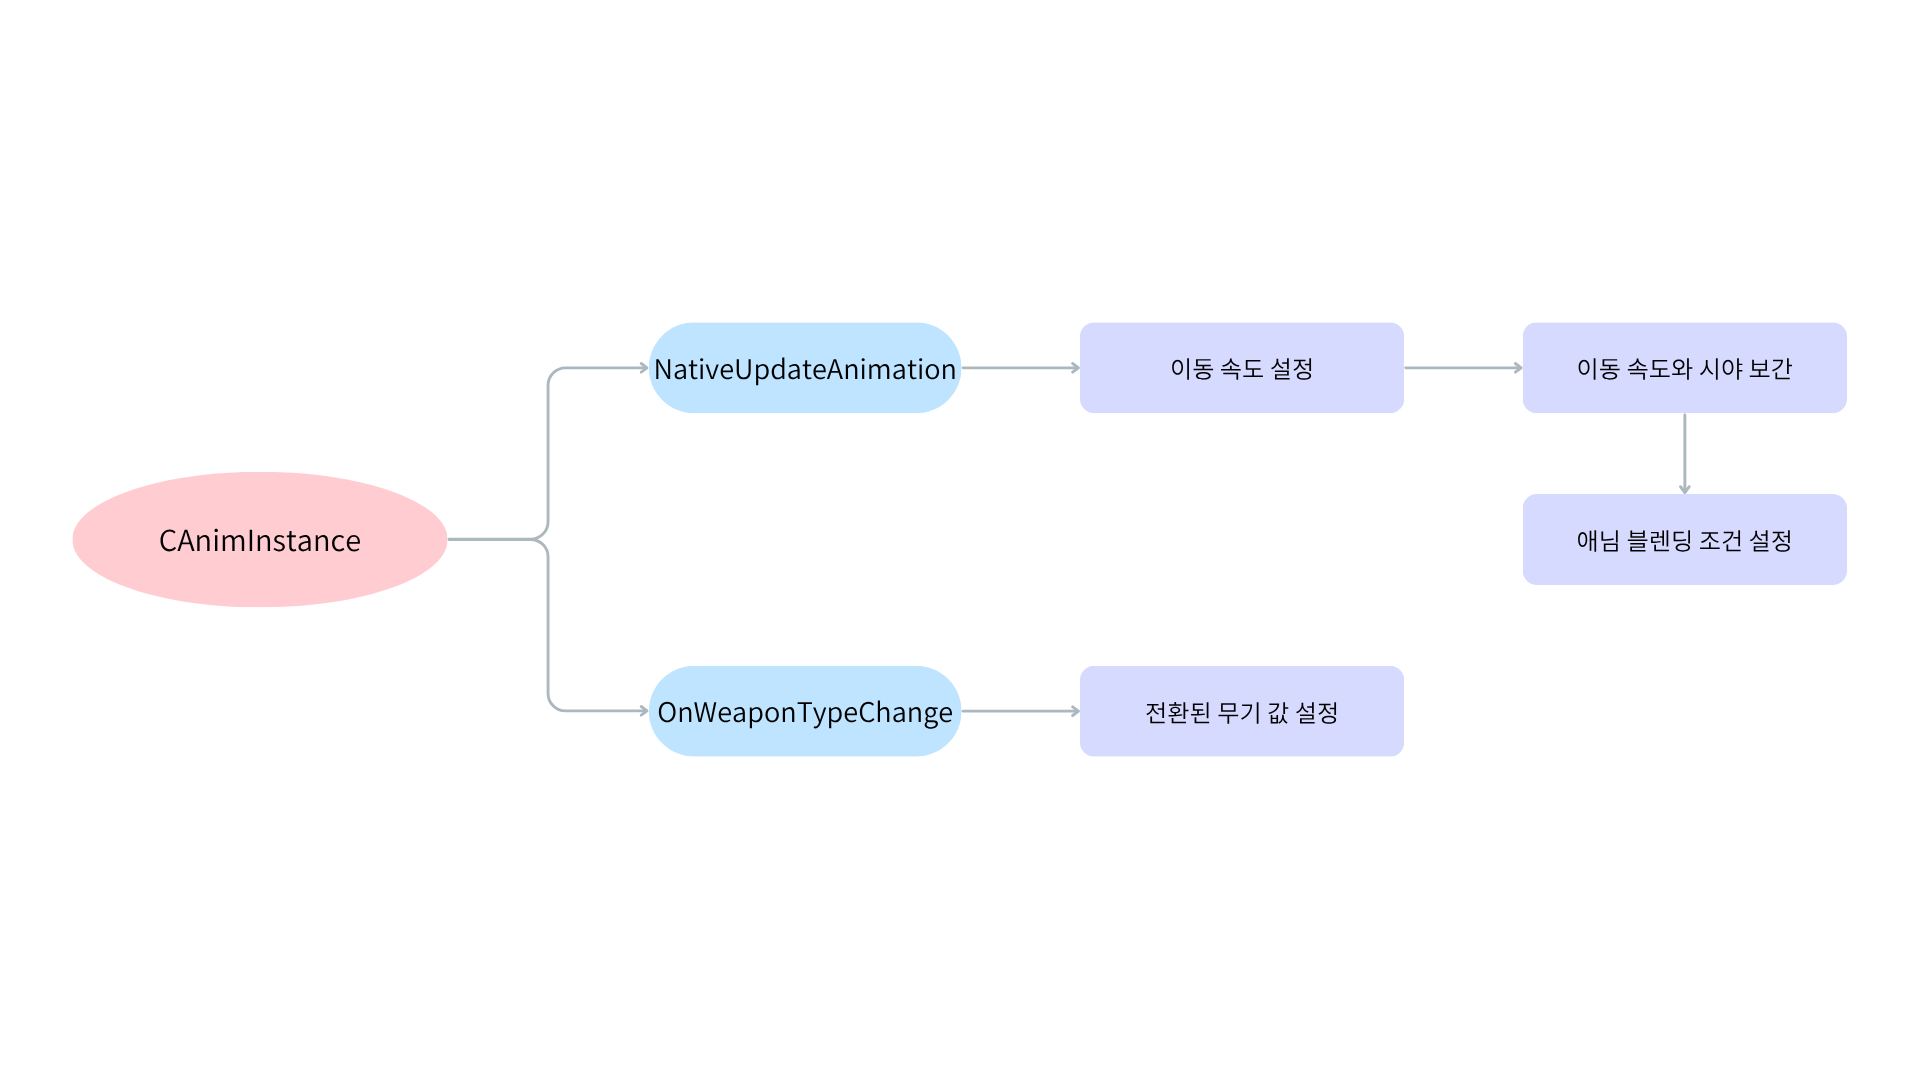 NativeUpdateAnimation
이동 속도 설정
이동 속도와 시야 보간
CAnimInstance
애님 블렌딩 조건 설정
OnWeaponTypeChange
전환된 무기 값 설정